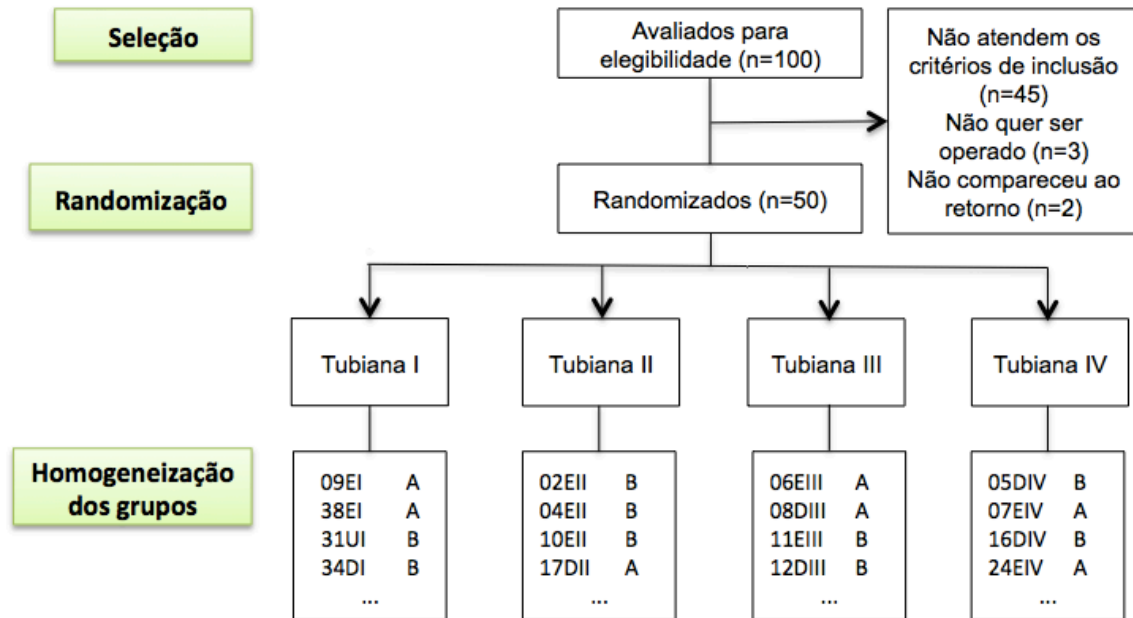 Seleção
Avaliados para
elegibilidade (n=100)
Não atendem os
critérios de inclusão
(n=45)
Não quer ser
operado (n=3)
Não compareceu ao
retorno (n=2)
Randomização
Randomizados (n=50)
Tubiana I
Tubiana II
Tubiana III
Tubiana IV
Homogeneização
dos grupos
09EI A
38EI A
31UI B
34DI B
...
02EII B
04EII B
10EII B
17DII A
...
06EIII A
08DIII A
11EIII B
12DIII B
...
05DIV B
07EIV A
16DIV B
24EIV A
...